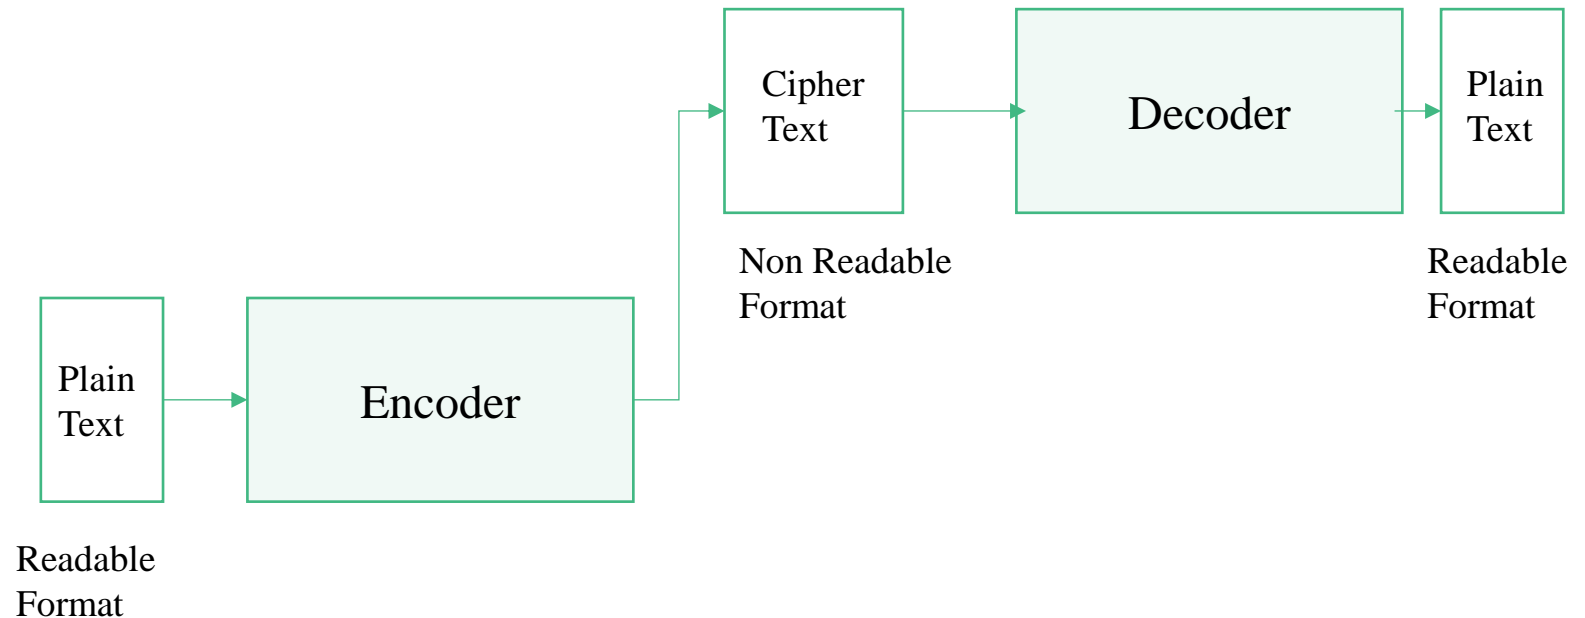 Plain
Text
Encoder
Readable
Format
Cipher
Text
Non Readable
Format
Decoder
Plain
Text
Readable
Format